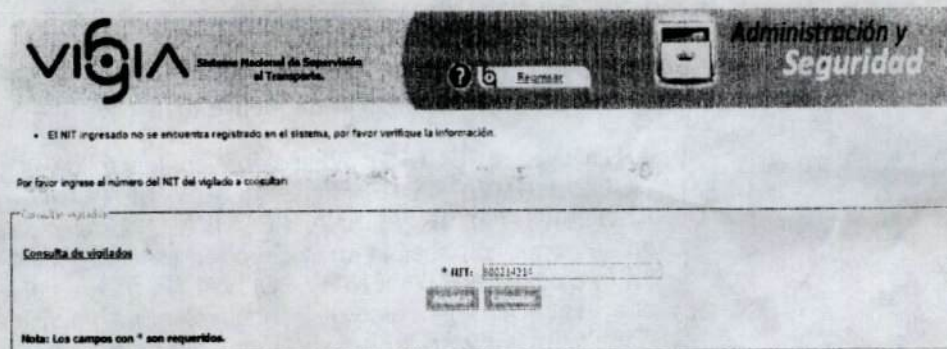 VIGIA
Sistema Nacional de Supervisión
al Transporte.
Regresar
Administración y
Seguridad
• El NIT ingresado no se encuentra registrado en el sistema, por favor verifique la información.
Por favor ingrese el número del NIT del vigilado a consultar:
Consultar vigilado
Consulta de vigilados
* NIT:
Nota: Los campos con * son requeridos.